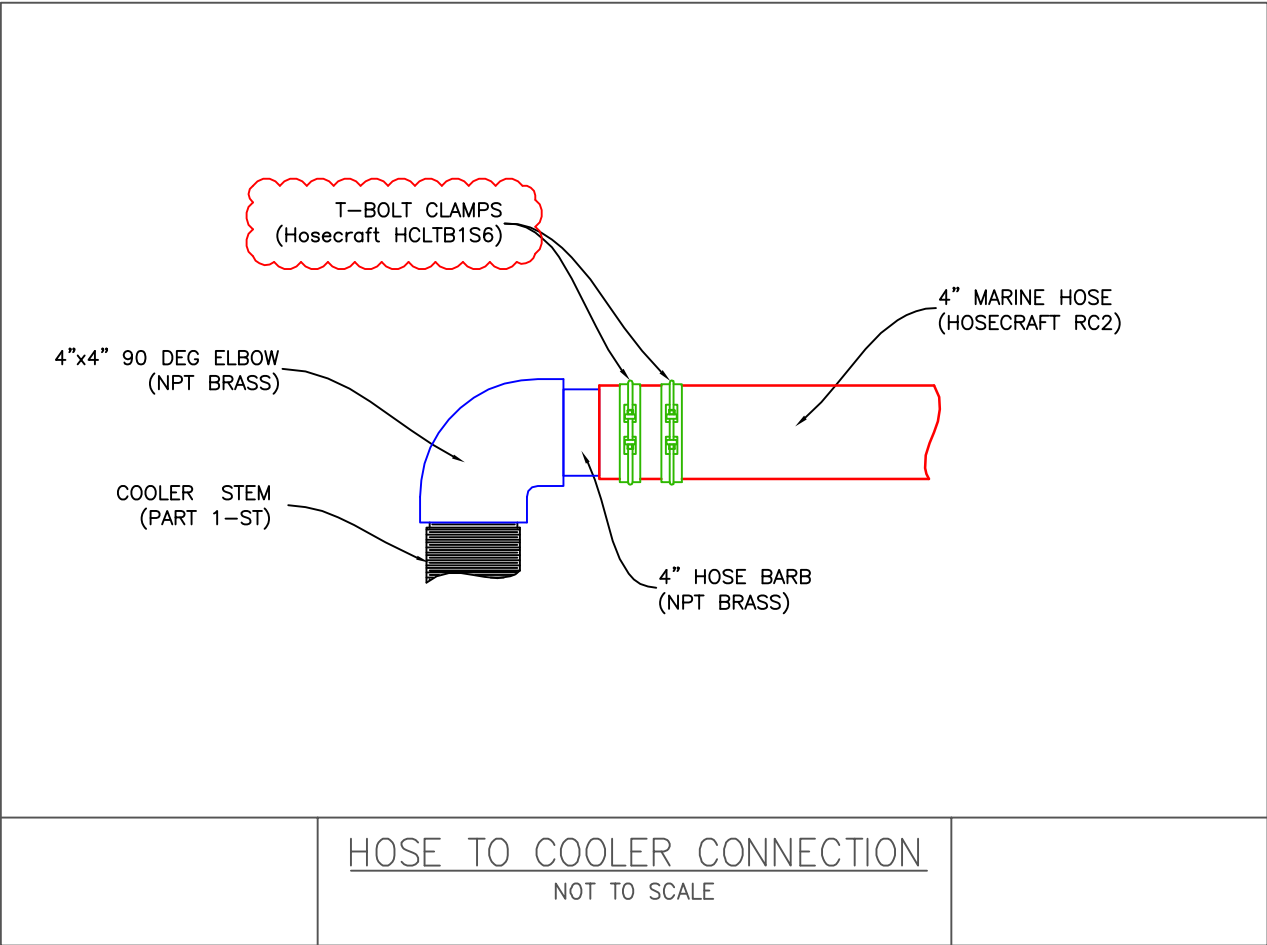 T-BOLT CLAMPS
(Hosecraft HCLTB1S6)
4" MARINE HOSE
(HOSECRAFT RC2)
4"x4" 90 DEG ELBOW
(NPT BRASS)
COOLER STEM
(PART 1-ST)
4" HOSE BARB
(NPT BRASS)
HOSE TO COOLER CONNECTION
NOT TO SCALE